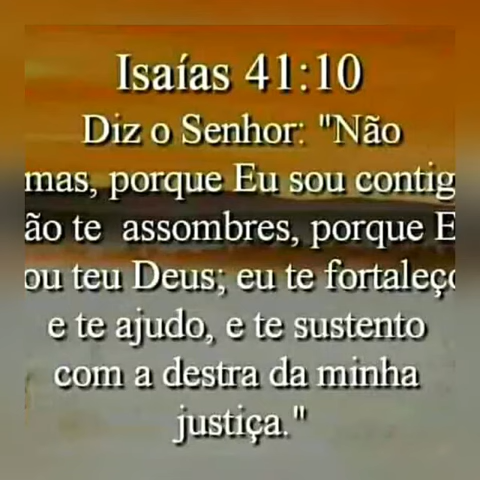 Isaías 41:10
Diz o Senhor: "Não
mas, porque Eu sou contig
ão te assombres, porque E
ou teu Deus; eu te fortaleço
e te ajudo, e te sustento
com a destra da minha
justiça."